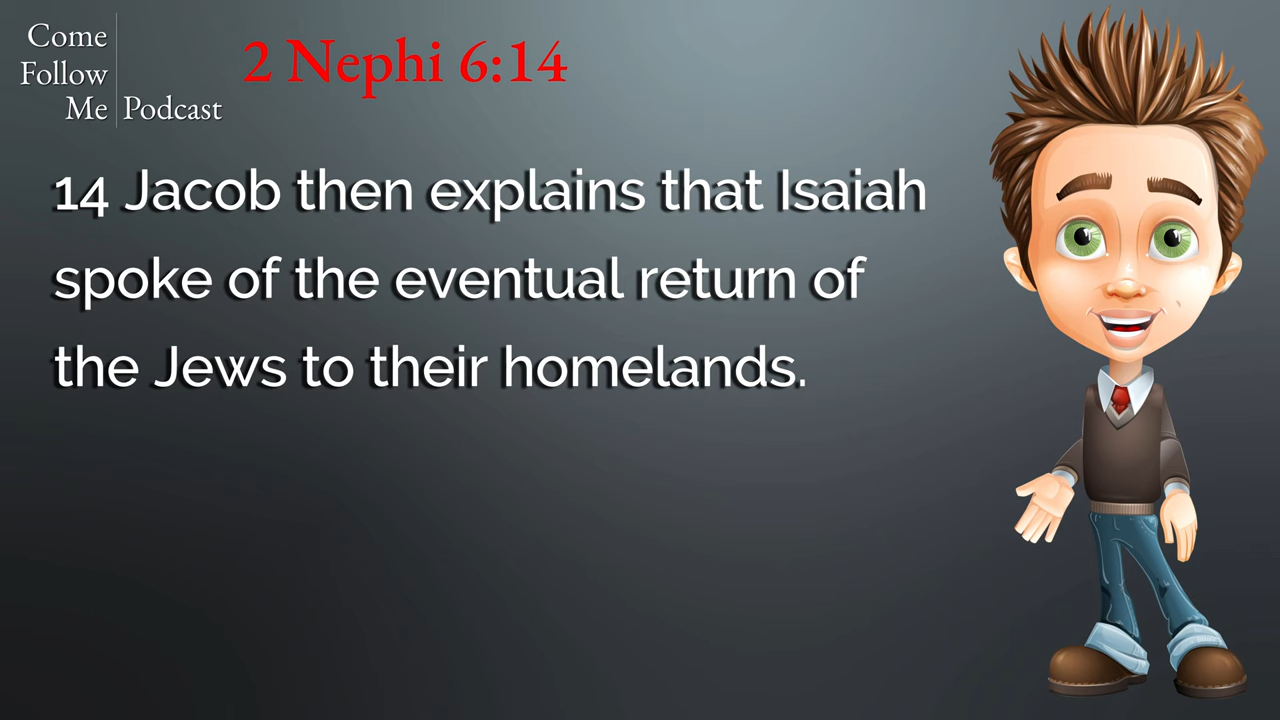 Come
Follow
Me Podcast
2 Nephi 6:14
14 Jacob then explains that Isaiah
spoke of the eventual return of
the Jews to their homelands.